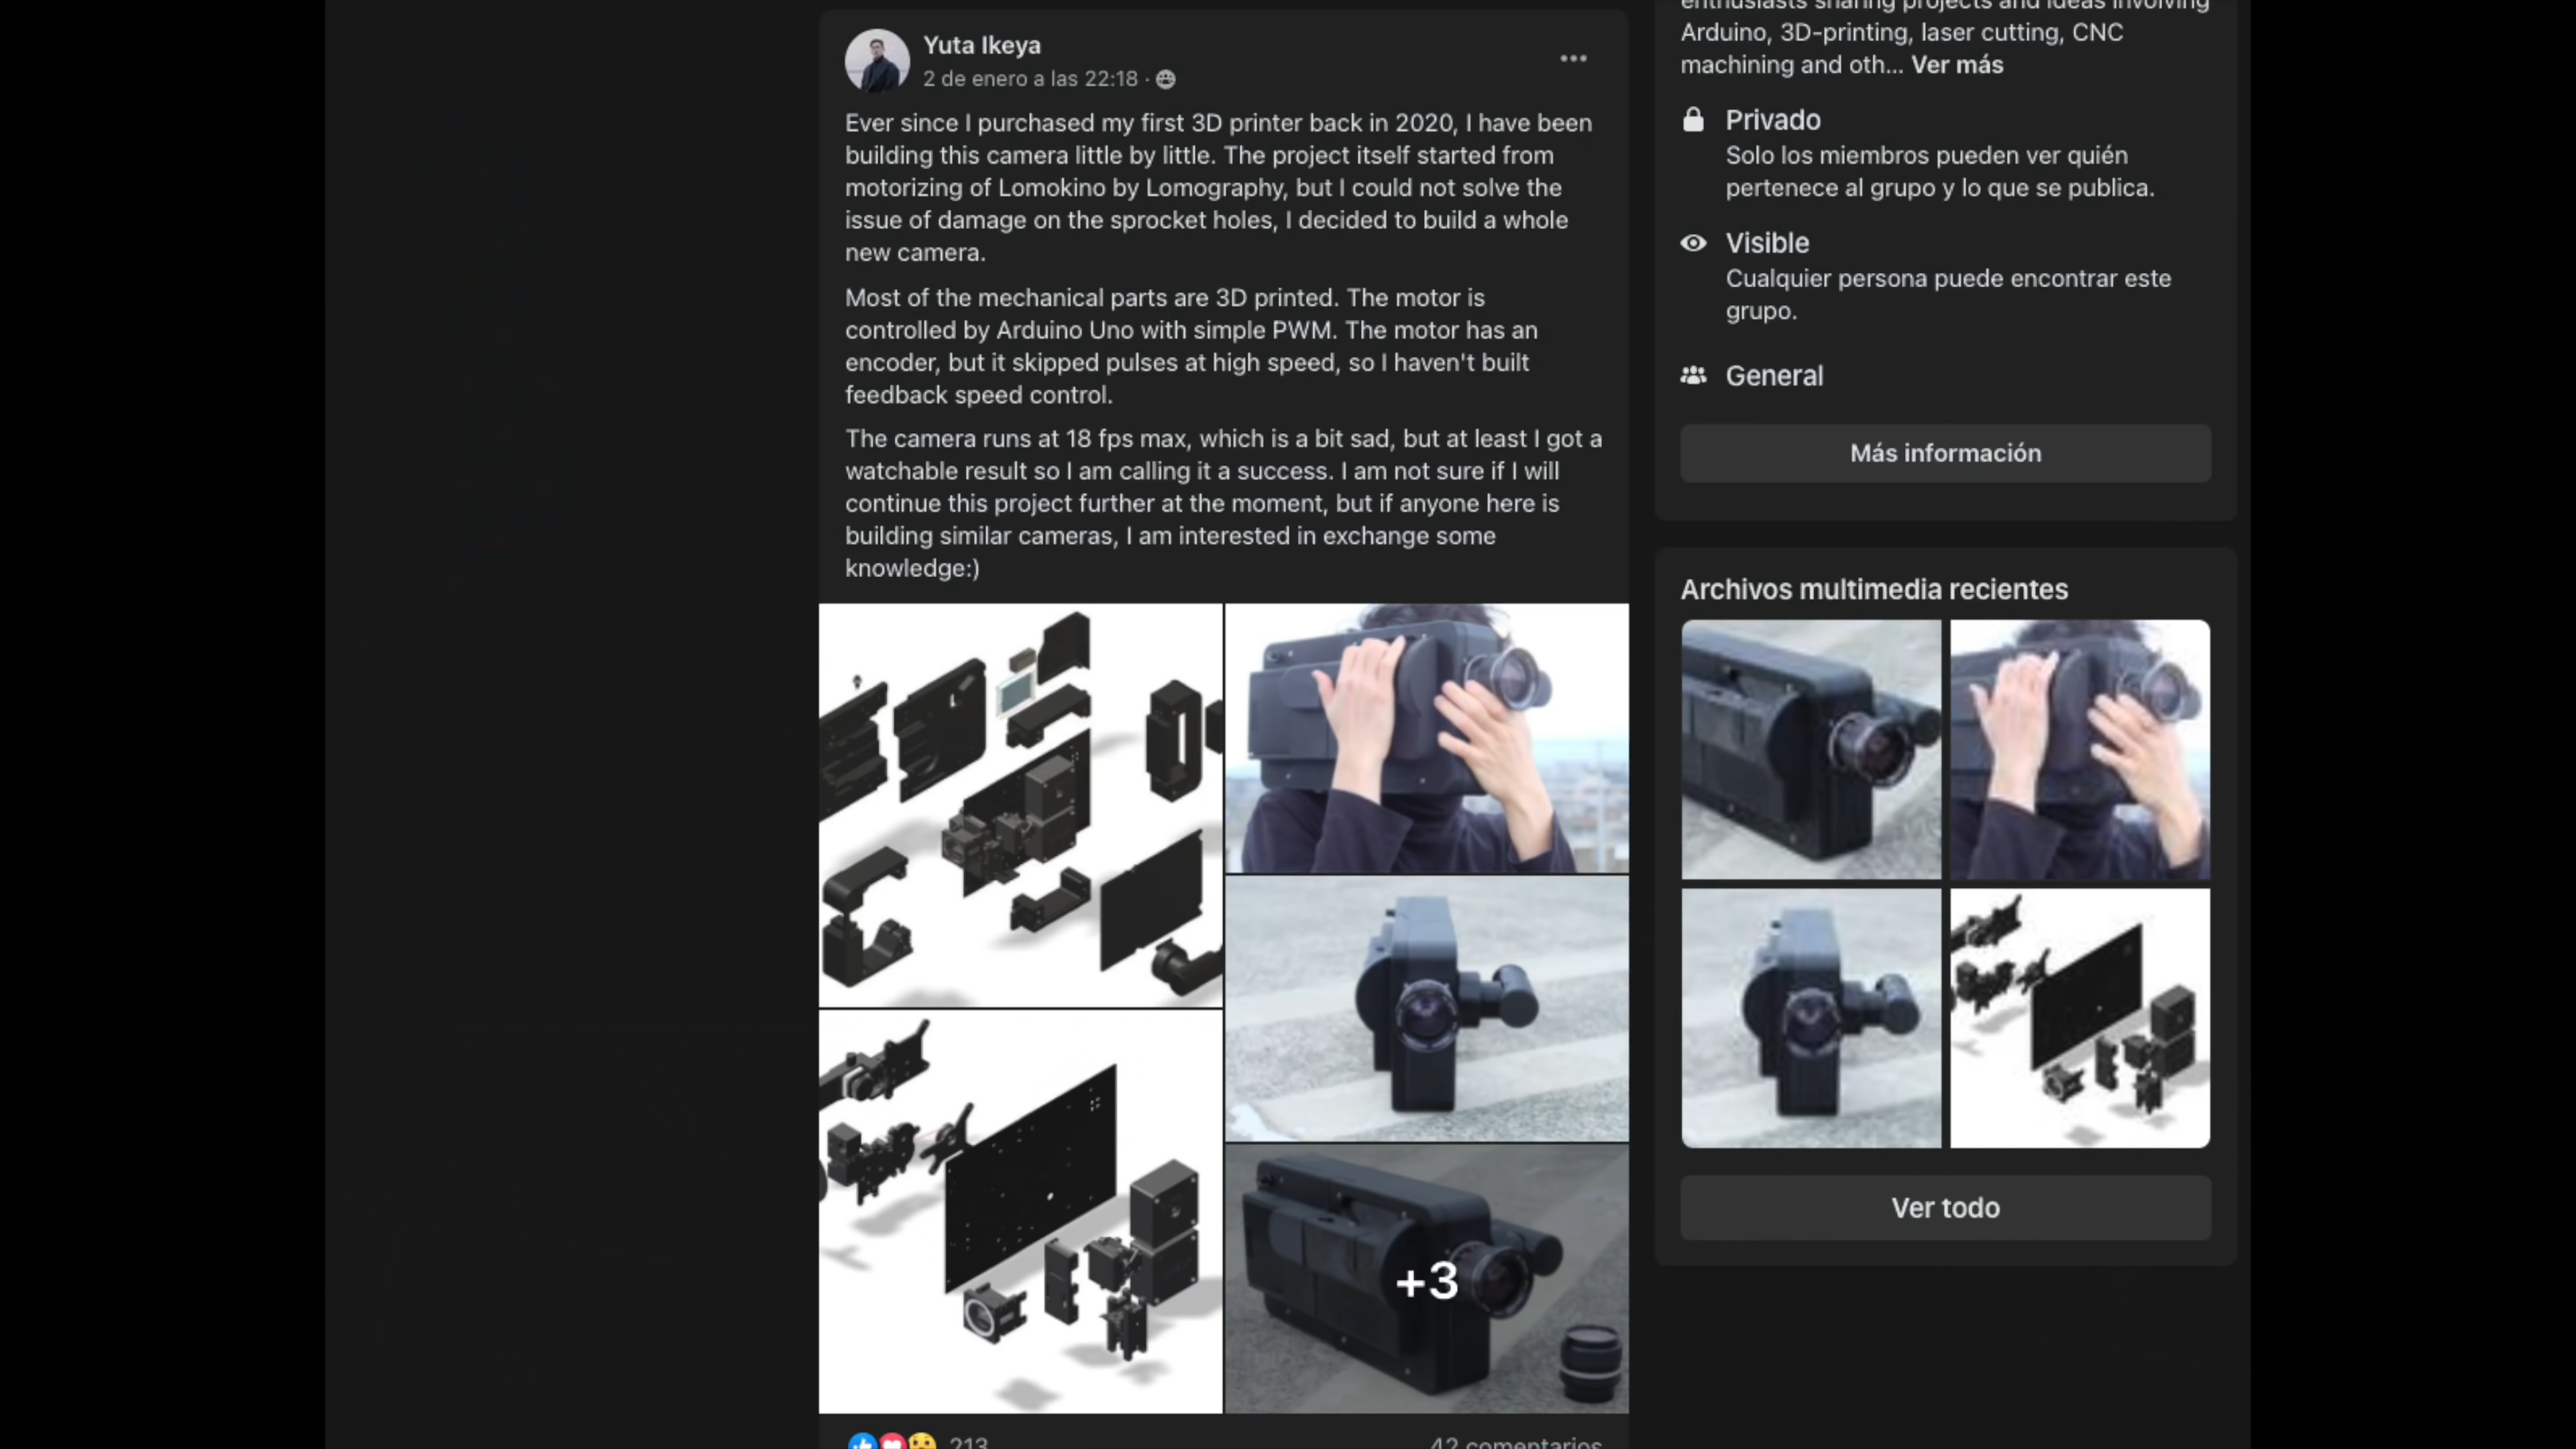 Yuta Ikeya
2 de enero a las 22:18 ·
Ever since I purchased my first 3D printer back in 2020, I have been
building this camera little by little. The project itself started from
motorizing of Lomokino by Lomography, but I could not solve the
issue of damage on the sprocket holes, I decided to build a whole
new camera.
Most of the mechanical parts are 3D printed. The motor is
controlled by Arduino Uno with simple PWM. The motor has an
encoder, but it skipped pulses at high speed, so I haven't built
feedback speed control.
The camera runs at 18 fps max, which is a bit sad, but at least I got a
watchable result so I am calling it a success. I am not sure if I will
continue this project further at the moment, but if anyone here is
building similar cameras, I am interested in exchange some
knowledge:)
+3
213
42 comentarios
enthusiasts sharing projects and ideas involving
Arduino, 3D-printing, laser cutting, CNC
machining and oth... Ver más
Privado
Solo los miembros pueden ver quién
pertenece al grupo y lo que se publica.
Visible
Cualquier persona puede encontrar este
grupo.
General
Más información
Archivos multimedia recientes
Ver todo